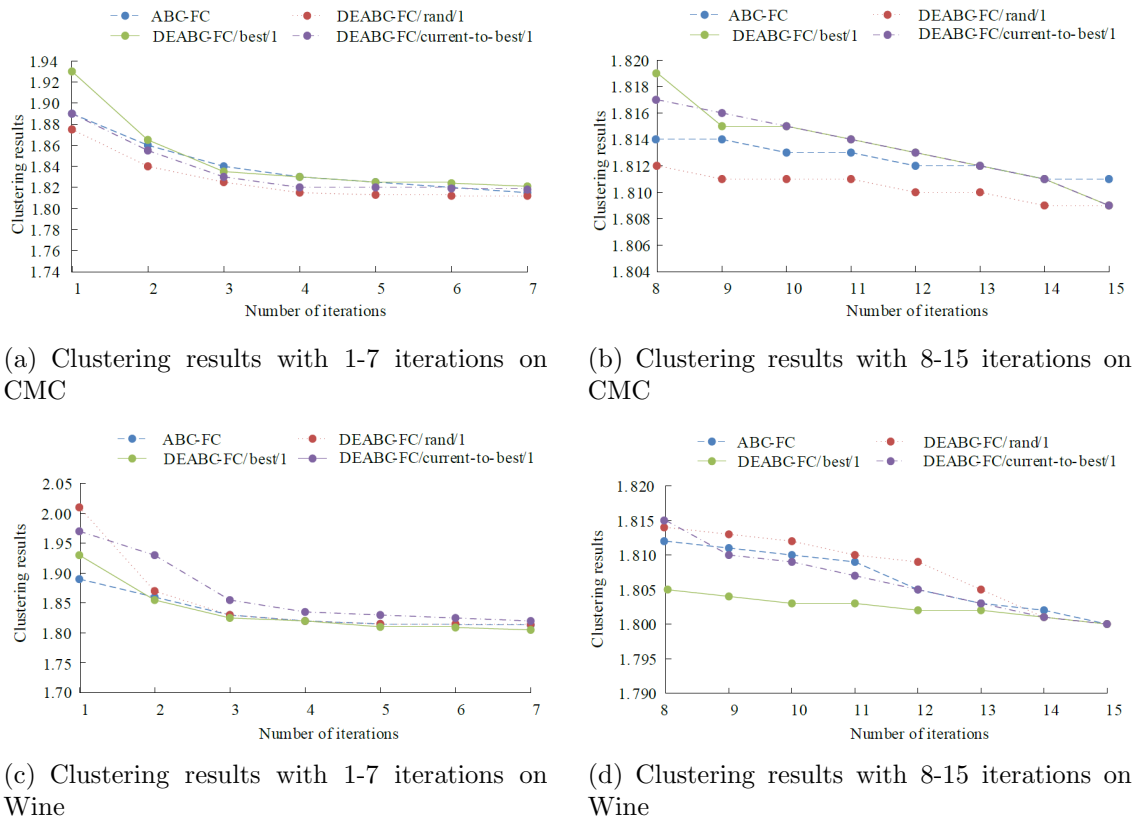 ABC-FC
DEABC-FC/rand/1
DEABC-FC/best/1
DEABC-FC/current-to-best/1
1.94
1.92
1.90
1.88
1.86
1.84
1.82
1.80
1.78
1.76
1.74
Clustering results
1 2 3 4 5 6 7
Number of iterations
(a) Clustering results with 1-7 iterations on
CMC
ABC-FC
DEABC-FC/rand/1
DEABC-FC/best/1
DEABC-FC/current-to-best/1
1.820
1.818
1.816
1.814
1.812
1.810
1.808
1.806
1.804
Clustering results
8 9 10 11 12 13 14 15
Number of iterations
(b) Clustering results with 8-15 iterations on
CMC
ABC-FC
DEABC-FC/rand/1
DEABC-FC/best/1
DEABC-FC/current-to-best/1
2.05
2.00
1.95
1.90
1.85
1.80
1.75
1.70
Clustering results
1 2 3 4 5 6 7
Number of iterations
(c) Clustering results with 1-7 iterations on
Wine
ABC-FC
DEABC-FC/rand/1
DEABC-FC/best/1
DEABC-FC/current-to-best/1
1.820
1.815
1.810
1.805
1.800
1.795
1.790
Clustering results
8 9 10 11 12 13 14 15
Number of iterations
(d) Clustering results with 8-15 iterations on
Wine